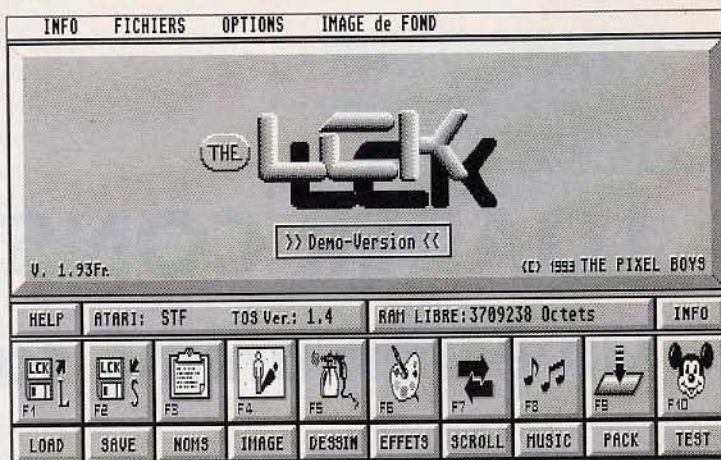 INFO FICHIERS OPTIONS IMAGE de FOND
THE LCK
>> Demo-Version <<
V. 1.93Fr. (C) 1993 THE PIXEL BOYS
HELP ATARI: STF TOS Ver.: 1.4 RAM LIBRE:3709238 Octets INFO
LCK L LCK S
F1 F2 F3 F4 F5 F6 F7 F8 F9 F10
LOAD SAVE NOMS IMAGE DESSIN EFFETS SCROLL MUSIC PACK TEST